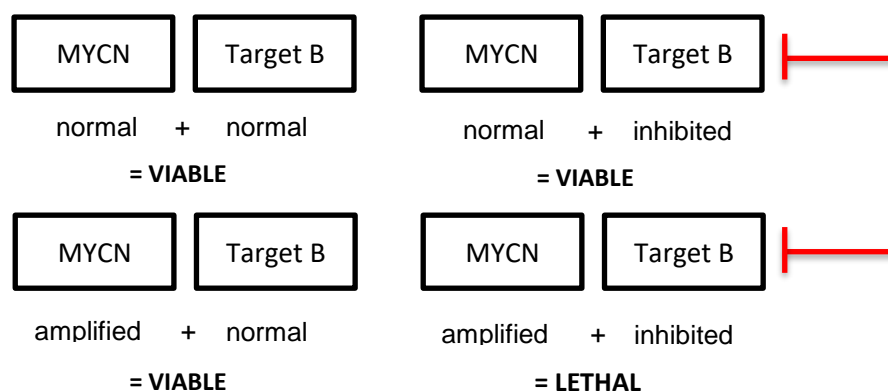 MYCN Target B MYCN Target B
normal + normal normal + inhibited
= VIABLE = VIABLE
MYCN Target B MYCN Target B
amplified + normal amplified + inhibited
= VIABLE = LETHAL